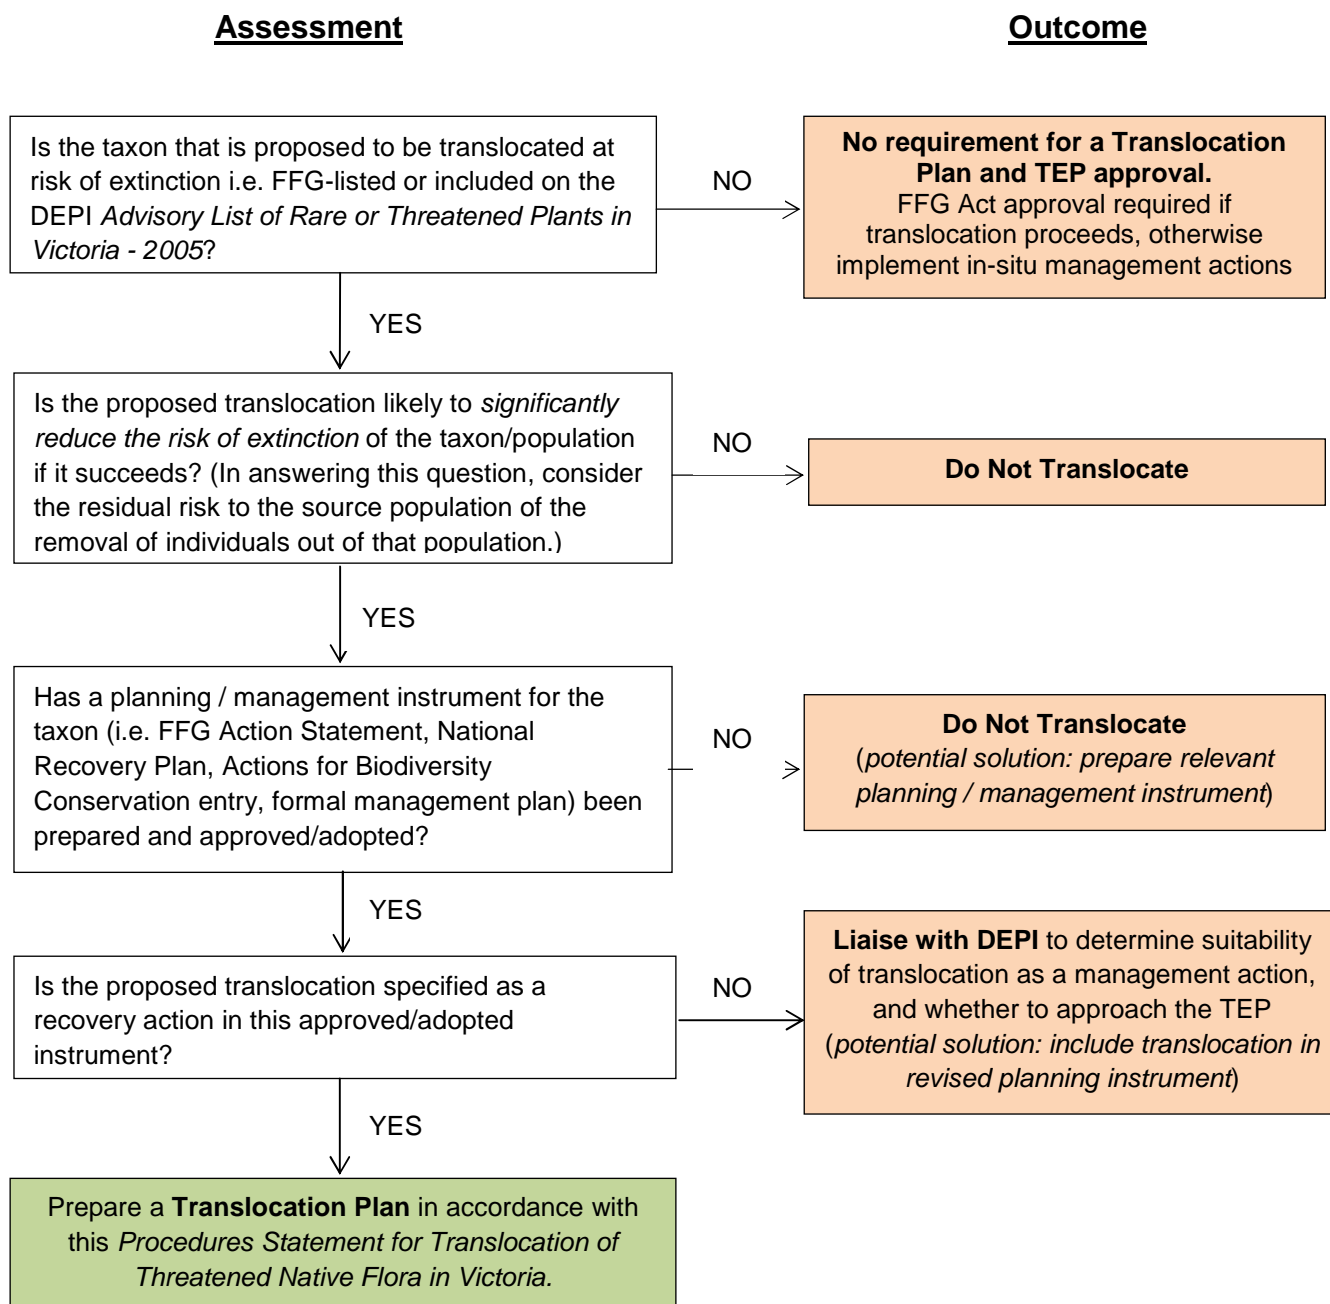 Assessment
Outcome
Is the taxon that is proposed to be translocated at
risk of extinction i.e. FFG-listed or included on the
DEPI Advisory List of Rare or Threatened Plants in
Victoria - 2005?
NO
No requirement for a Translocation
Plan and TEP approval.
FFG Act approval required if
translocation proceeds, otherwise
implement in-situ management actions
YES
Is the proposed translocation likely to significantly
reduce the risk of extinction of the taxon/population
if it succeeds? (In answering this question, consider
the residual risk to the source population of the
removal of individuals out of that population.)
NO
Do Not Translocate
YES
Has a planning / management instrument for the
taxon (i.e. FFG Action Statement, National
Recovery Plan, Actions for Biodiversity
Conservation entry, formal management plan) been
prepared and approved/adopted?
NO
Do Not Translocate
(potential solution: prepare relevant
planning / management instrument)
YES
Is the proposed translocation specified as a
recovery action in this approved/adopted
instrument?
NO
Liaise with DEPI to determine suitability
of translocation as a management action,
and whether to approach the TEP
(potential solution: include translocation in
revised planning instrument)
YES
Prepare a Translocation Plan in accordance with
this Procedures Statement for Translocation of
Threatened Native Flora in Victoria.